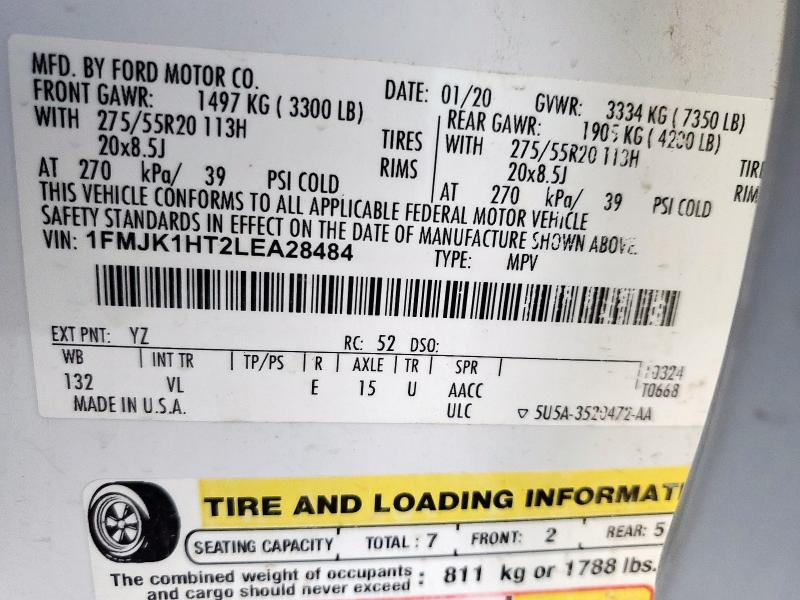 MFD. BY FORD MOTOR CO.
DATE: 01/20 GVWR: 3334 KG ( 7350 LB)
FRONT GAWR: 1497 KG ( 3300 LB) REAR GAWR: KG LB)
WITH 275/55R20 113H TIRES WITH 275/55R20 113H
20x8.5J RIMS 20x8.5J
AT 270 kPa/ 39 PSI COLD AT 270 kPa/ 39 PSI COLD
THIS VEHICLE CONFORMS TO ALL APPLICABLE FEDERAL MOTOR VEHICLE
SAFETY STANDARDS IN EFFECT ON THE DATE OF MANUFACTURE SHOWN ABOVE.
VIN: 1FMJK1HT2LEA28484 TYPE: MPV
EXT PNT: YZ RC: 52 DSO:
WB INT TR TP/PS R AXLE TR SPR
132 VL E 15 U AACC T0668
MADE IN U.S.A. ULC
TIRE AND LOADING
SEATING CAPACITY TOTAL : 7 FRONT: 2 REAR: 5
The combined weight of occupants
and cargo should never exceed : 811 kg or 1788 lbs.